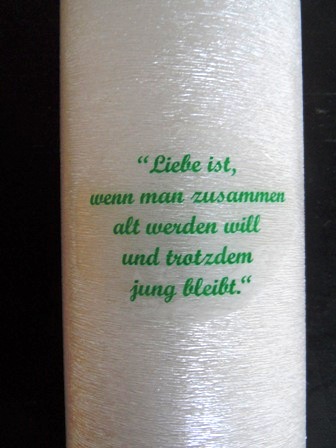 “Liebe ist,
wenn man zusammen
alt werden will
und trotzdem
jung bleibt.“